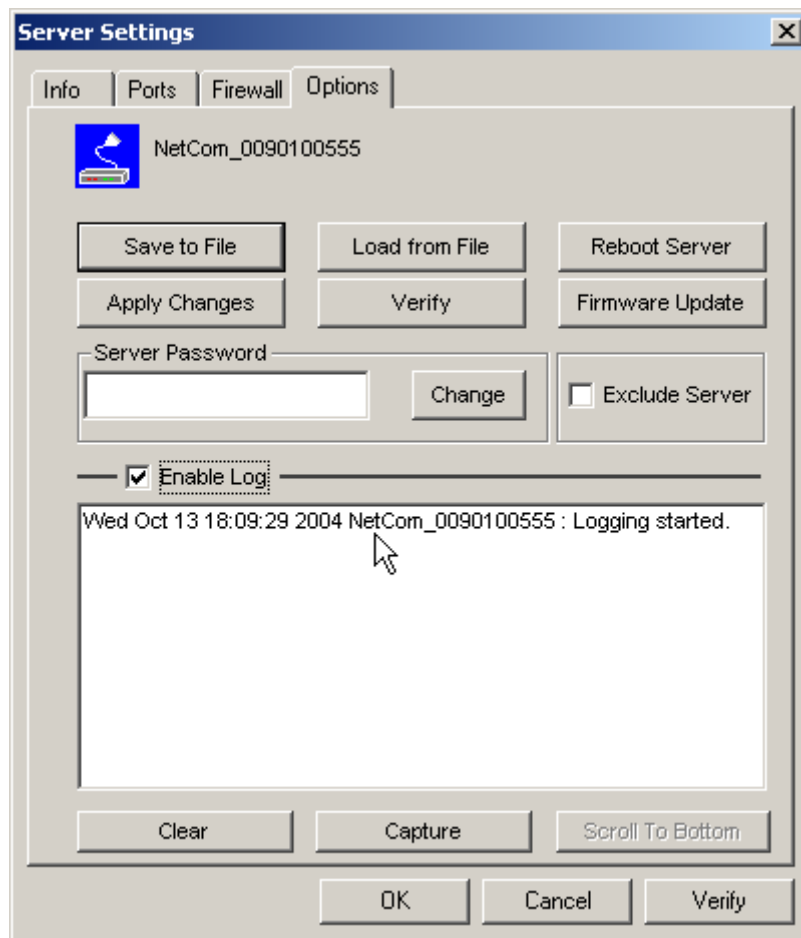 Server Settings
Info Ports Firewall Options
NetCom_0090100555
Save to File Load from File Reboot Server
Apply Changes Verify Firmware Update
Server Password
Change Exclude Server
Enable Log
Wed Oct 13 18:09:29 2004 NetCom_0090100555 : Logging started.
Clear Capture Scroll To Bottom
OK Cancel Verify